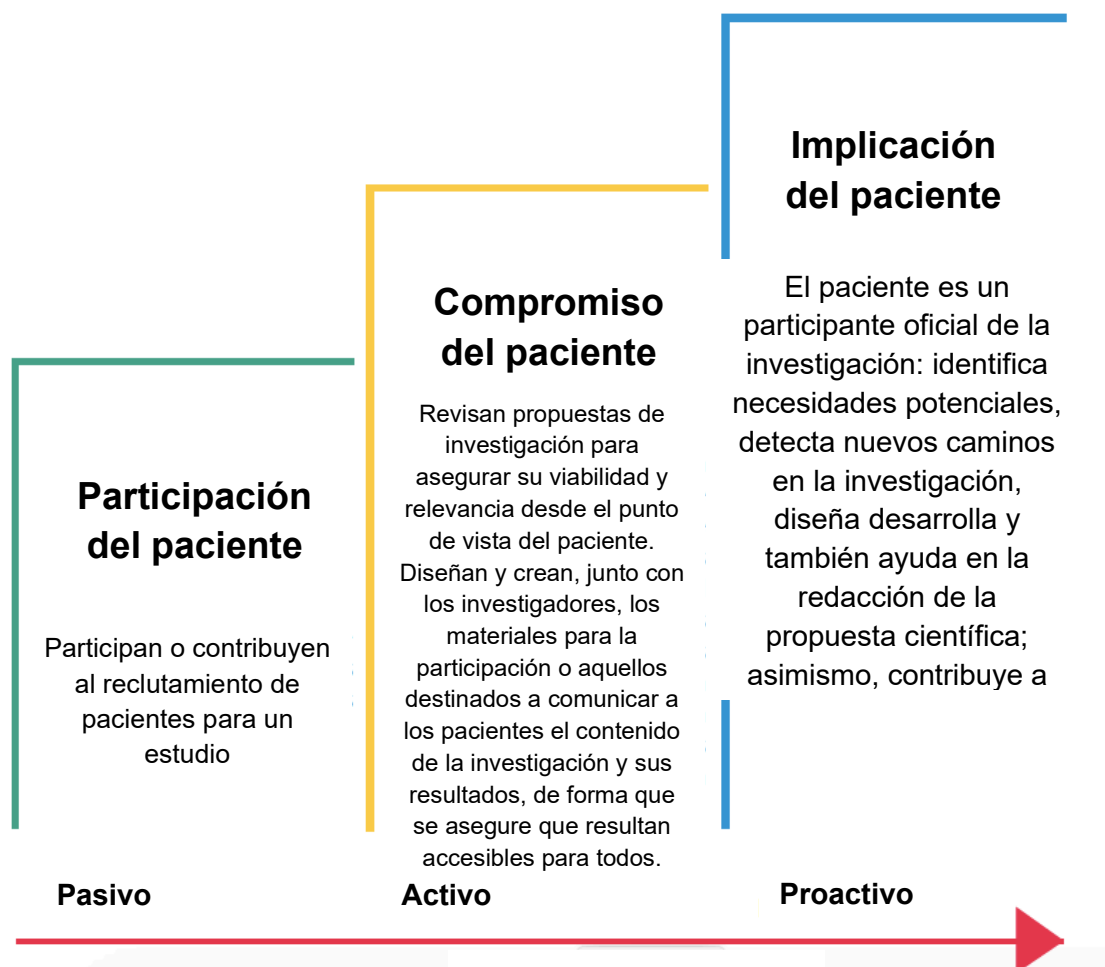 Participación
del paciente
Participan o contribuyen
al reclutamiento de
pacientes para un
estudio
Pasivo
Compromiso
del paciente
Revisan propuestas de
investigación para
asegurar su viabilidad y
relevancia desde el punto
de vista del paciente.
Diseñan y crean, junto con
los investigadores, los
materiales para la
participación o aquellos
destinados a comunicar a
los pacientes el contenido
de la investigación y sus
resultados, de forma que
se asegure que resultan
accesibles para todos.
Activo
Implicación
del paciente
El paciente es un
participante oficial de la
investigación: identifica
necesidades potenciales,
detecta nuevos caminos
en la investigación,
diseña desarrolla y
también ayuda en la
redacción de la
propuesta científica;
asimismo, contribuye a
Proactivo